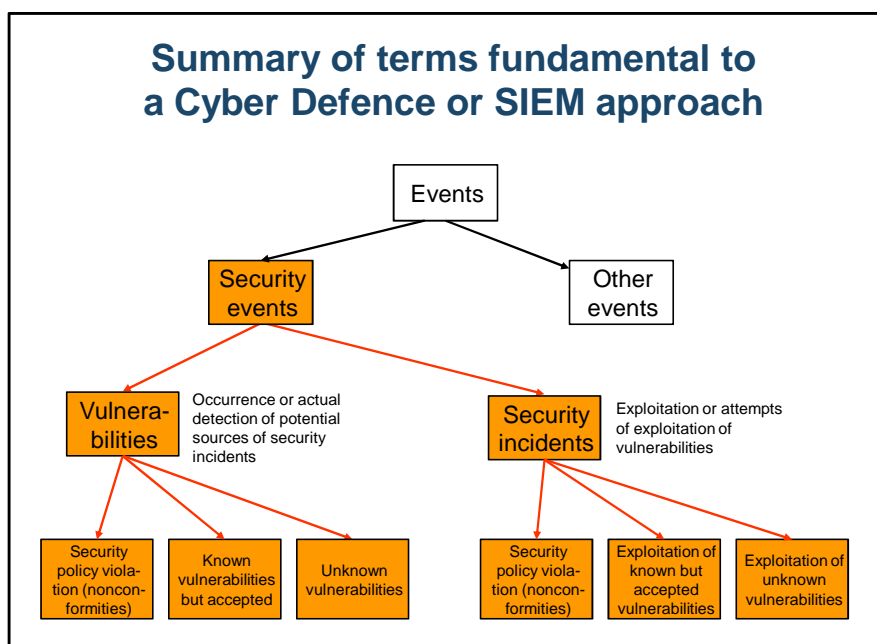 Summary of terms fundamental to
a Cyber Defence or SIEM approach
Events
Security
events
Other
events
Vulnera-
bilities
Occurrence or actual
detection of potential
sources of security
incidents
Security
incidents
Exploitation or attempts
of exploitation of
vulnerabilities
Security
policy viola-
tion (noncon-
formities)
Known
vulnerabilities
but accepted
Unknown
vulnerabilities
Security
policy viola-
tion (noncon-
formities)
Exploitation of
known but
accepted
vulnerabilities
Exploitation of
unknown
vulnerabilities